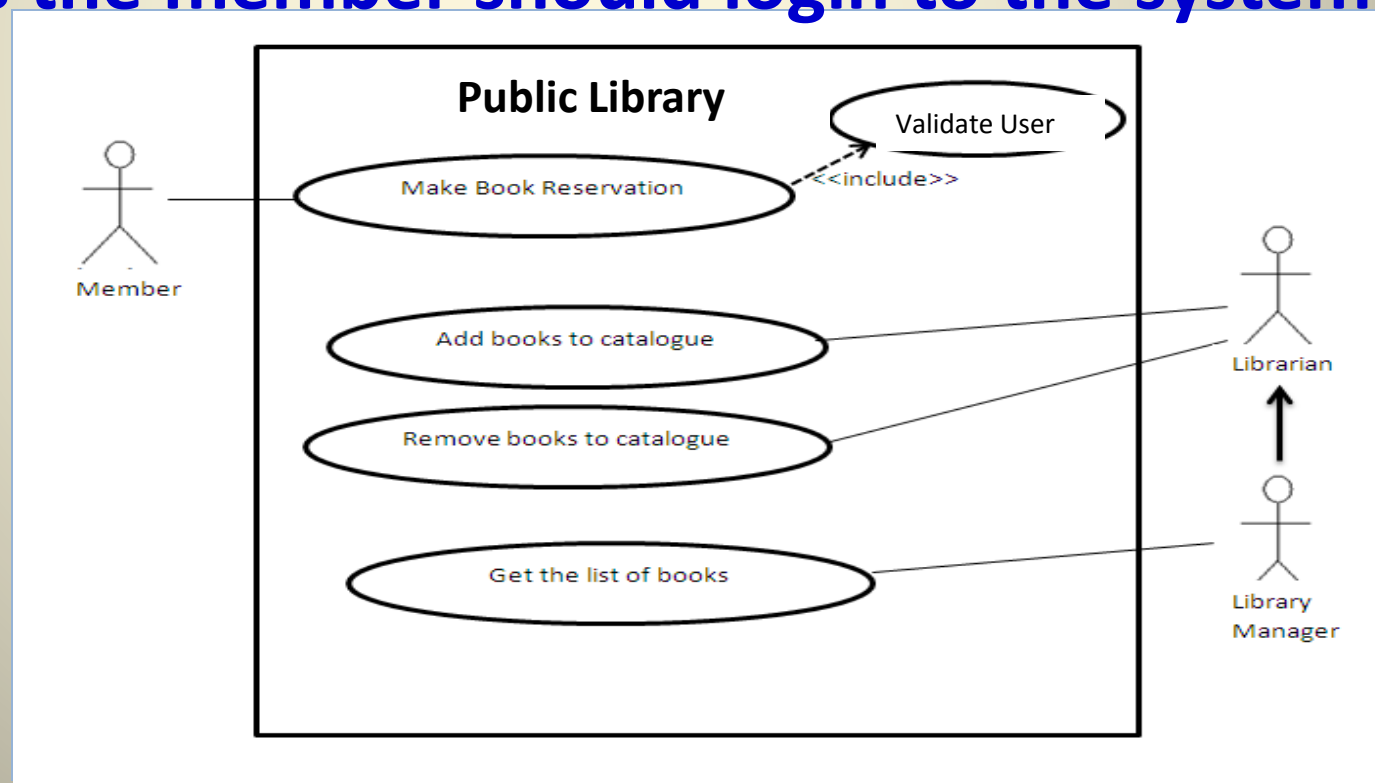 the member should login to the system
Public Library
Validate User
Make Book Reservation
<<include>>
Member
Add books to catalogue
Librarian
Remove books to catalogue
Get the list of books
Library
Manager